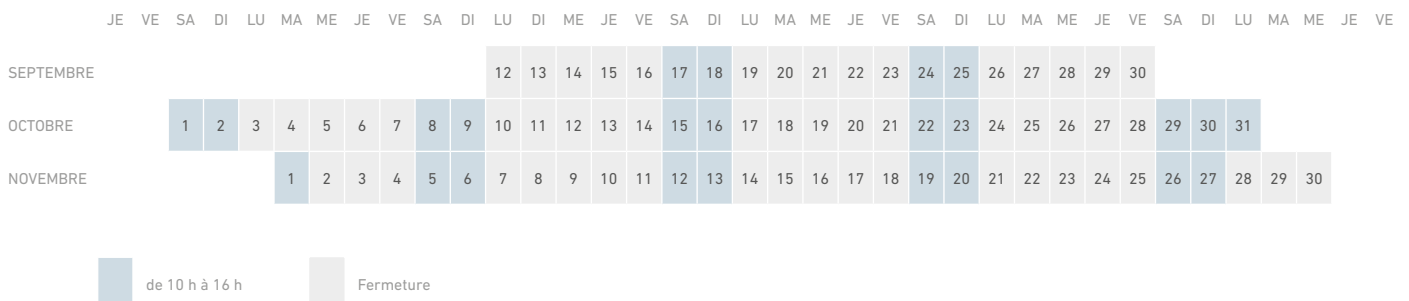 JE VE SA DI LU MA ME JE VE SA DI LU DI ME JE VE SA DI LU MA ME JE VE SA DI LU MA ME JE VE SA DI LU MA ME JE VE
SEPTEMBRE 12 13 14 15 16 17 18 19 20 21 22 23 24 25 26 27 28 29 30
OCTOBRE 1 2 3 4 5 6 7 8 9 10 11 12 13 14 15 16 17 18 19 20 21 22 23 24 25 26 27 28 29 30 31
NOVEMBRE 1 2 3 4 5 6 7 8 9 10 11 12 13 14 15 16 17 18 19 20 21 22 23 24 25 26 27 28 29 30
de 10 h à 16 h Fermeture